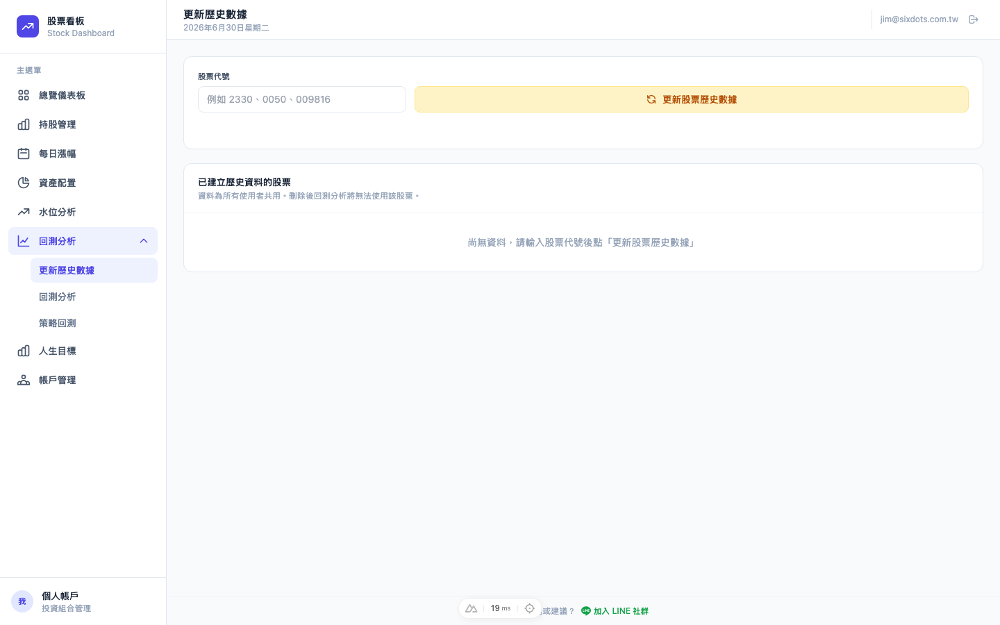 股票看板
Stock Dashboard
主選單
總覽儀表板
持股管理
每日漲幅
資產配置
水位分析
回測分析
更新歷史數據
回測分析
策略回測
人生目標
帳戶管理
我
個人帳戶
投資組合管理
更新歷史數據
2026年6月30日星期二
jim@sixdots.com.tw
股票代號
例如 2330、0050、009816
更新股票歷史數據
已建立歷史資料的股票
資料為所有使用者共用。刪除後回測分析將無法使用該股票。
尚無資料，請輸入股票代號後點「更新股票歷史數據」
19 ms
或建議？
LINE
加入 LINE 社群